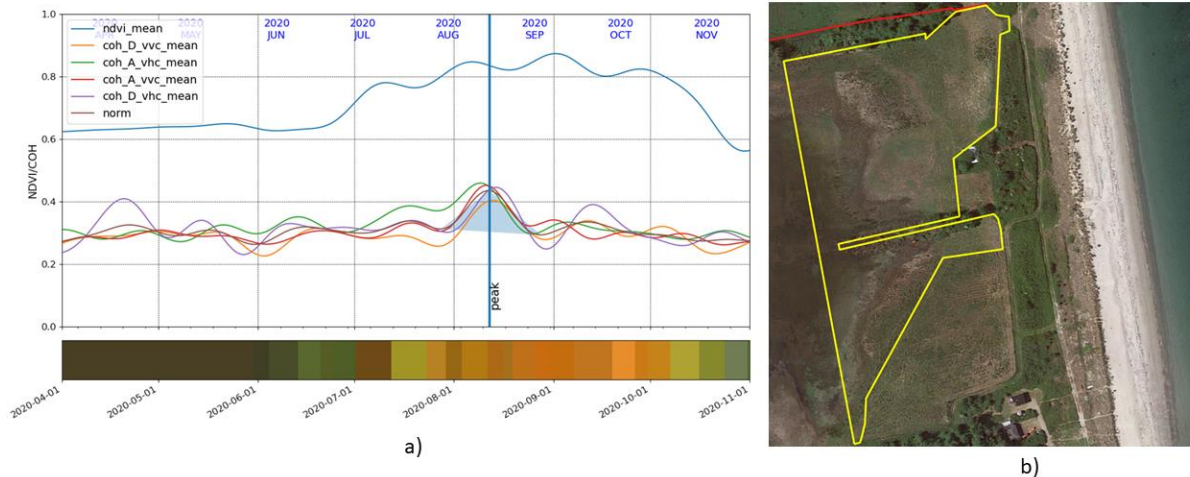 1.0
0.8
0.6
0.4
0.2
0.0
NDVI/COH
2020
APR
2020
MAY
2020
JUN
2020
JUL
2020
AUG
2020
SEP
2020
OCT
2020
NOV
ndvi_mean
coh_D_vvc_mean
coh_A_vhc_mean
coh_A_vvc_mean
coh_D_vhc_mean
norm
peak
2020-04-01
2020-05-01
2020-06-01
2020-07-01
2020-08-01
2020-09-01
2020-10-01
2020-11-01
a)
b)